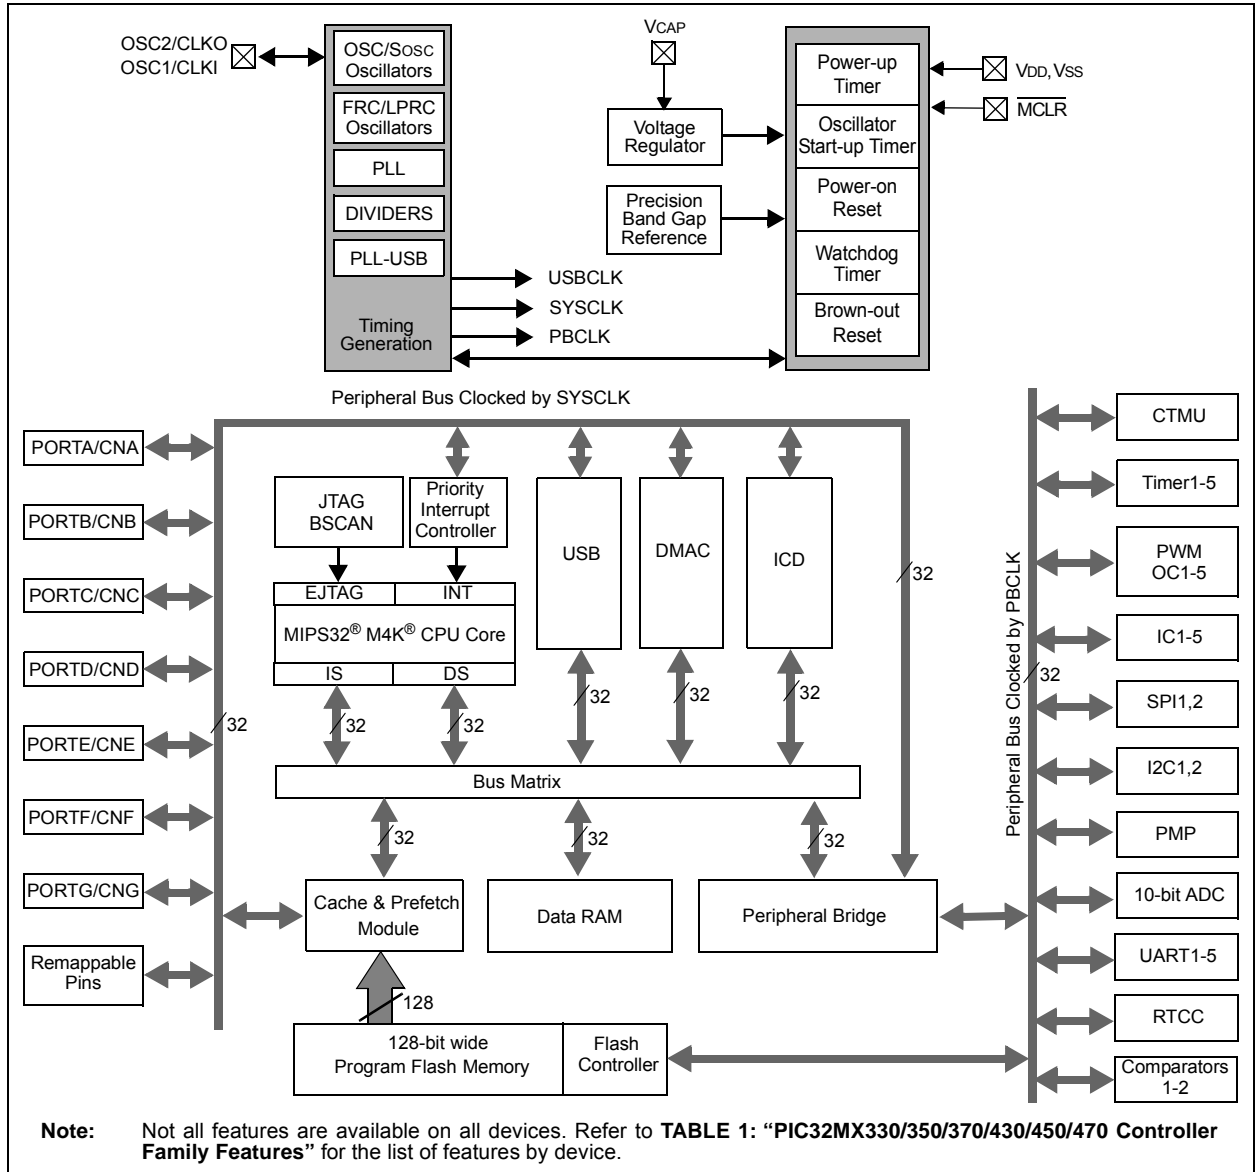 OSC2/CLKO
OSC1/CLKI
OSC/SOSC
Oscillators
FRC/LPRC
Oscillators
PLL
DIVIDERS
PLL-USB
Timing
Generation
USBCLK
SYSCLK
PBCLK
VCAP
Voltage
Regulator
Precision
Band Gap
Reference
Power-up
Timer
Oscillator
Start-up Timer
Power-on
Reset
Watchdog
Timer
Brown-out
Reset
VDD, VSS
MCLR
Peripheral Bus Clocked by SYSCLK
PORTA/CNA
PORTB/CNB
PORTC/CNC
PORTD/CND
PORTE/CNE
PORTF/CNF
PORTG/CNG
Remappable
Pins
32
JTAG
BSCAN
Priority
Interrupt
Controller
EJTAG
INT
MIPS32® M4K® CPU Core
IS
DS
USB
DMAC
ICD
32
32
32
32
32
32
Bus Matrix
32
32
32
Cache & Prefetch
Module
Data RAM
Peripheral Bridge
128
128-bit wide
Program Flash Memory
Flash
Controller
Peripheral Bus Clocked by PBCLK
32
CTMU
Timer1-5
PWM
OC1-5
IC1-5
SPI1,2
I2C1,2
PMP
10-bit ADC
UART1-5
RTCC
Comparators
1-2
Note: Not all features are available on all devices. Refer to TABLE 1: “PIC32MX330/350/370/430/450/470 Controller
Family Features” for the list of features by device.